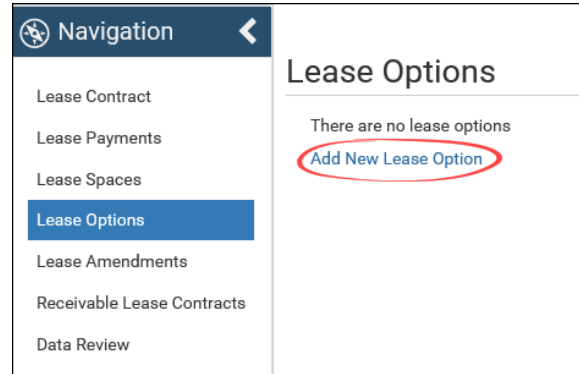 Navigation
Lease Contract
Lease Payments
Lease Spaces
Lease Options
Lease Amendments
Receivable Lease Contracts
Data Review
Lease Options
There are no lease options
Add New Lease Option